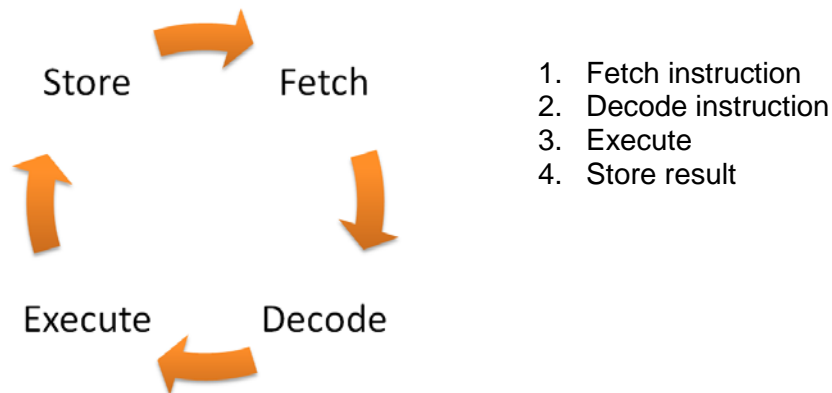 Store
Fetch
Execute
Decode
1. Fetch instruction
2. Decode instruction
3. Execute
4. Store result